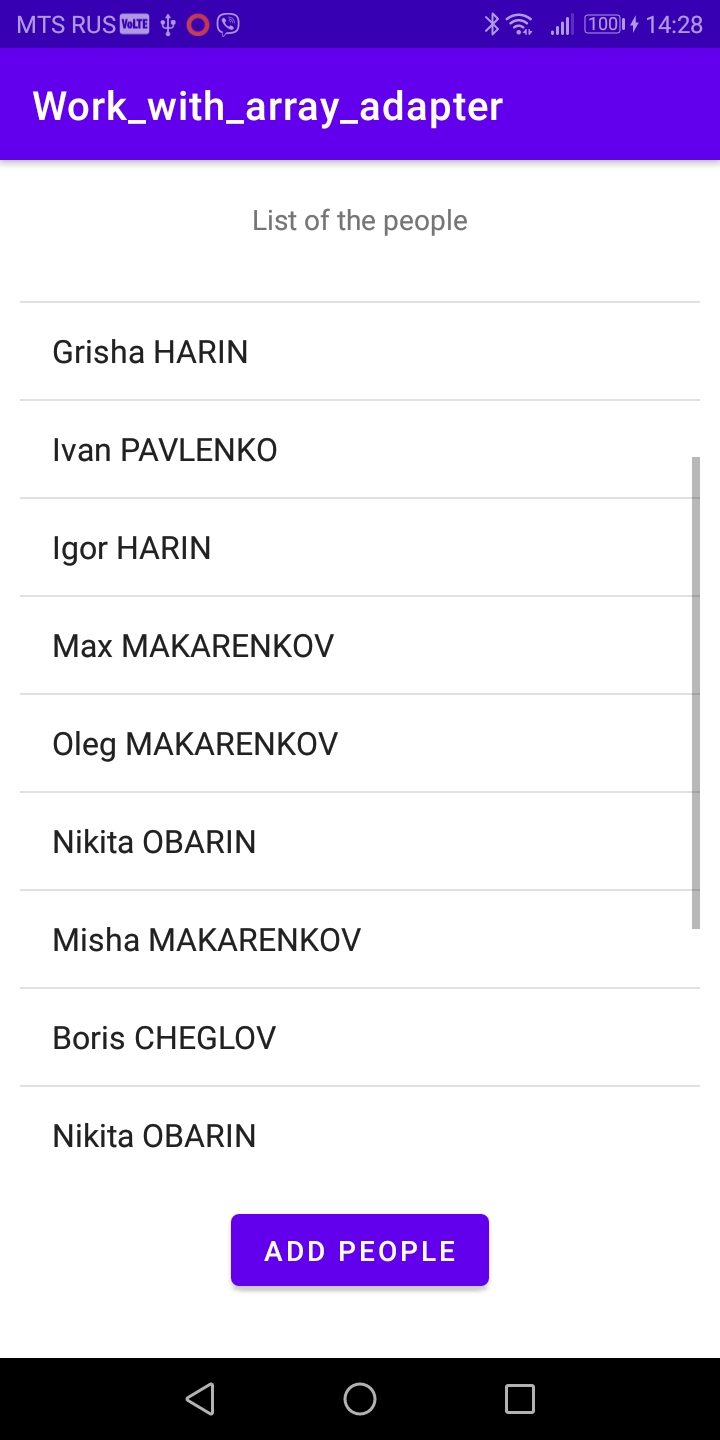 MTS RUS VoLTE 100 14:28
Work_with_array_adapter
List of the people
Grisha HARIN
Ivan PAVLENKO
Igor HARIN
Max MAKARENKOV
Oleg MAKARENKOV
Nikita OBARIN
Misha MAKARENKOV
Boris CHEGLOV
Nikita OBARIN
ADD PEOPLE